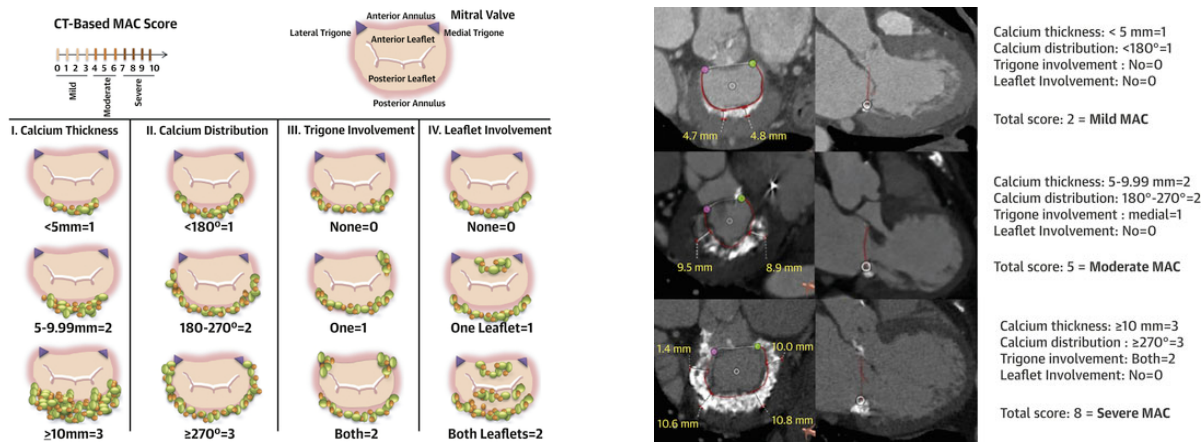 CT-Based MAC Score
0 1 2 3 4 5 6 7 8 9 10
Mild
Moderate
Severe
Anterior Annulus
Mitral Valve
Lateral Trigone
Medial Trigone
Anterior Leaflet
Posterior Leaflet
Posterior Annulus
I. Calcium Thickness
II. Calcium Distribution
III. Trigone Involvement
IV. Leaflet Involvement
<5mm=1
<180º=1
None=0
None=0
5-9.99mm=2
180-270º=2
One=1
One Leaflet=1
≥10mm=3
≥270º=3
Both=2
Both Leaflets=2
4.7 mm
4.8 mm
Calcium thickness: < 5 mm=1
Calcium distribution: <180º=1
Trigone involvement : No=0
Leaflet Involvement: No=0
Total score: 2 = Mild MAC
9.5 mm
8.9 mm
Calcium thickness: 5-9.99 mm=2
Calcium distribution: 180º-270º=2
Trigone involvement : medial=1
Leaflet Involvement: No=0
Total score: 5 = Moderate MAC
1.4 mm
10.0 mm
10.6 mm
10.8 mm
Calcium thickness: ≥10 mm=3
Calcium distribution : ≥270º=3
Trigone involvement: Both=2
Leaflet Involvement: No=0
Total score: 8 = Severe MAC